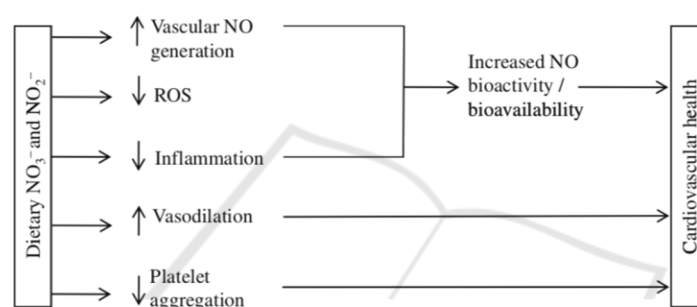 Dietary NO₃⁻ and NO₂⁻
↑ Vascular NO
generation
↓ ROS
↓ Inflammation
↑ Vasodilation
↓ Platelet
aggregation
Increased NO
bioactivity /
bioavailability
Cardiovascular health